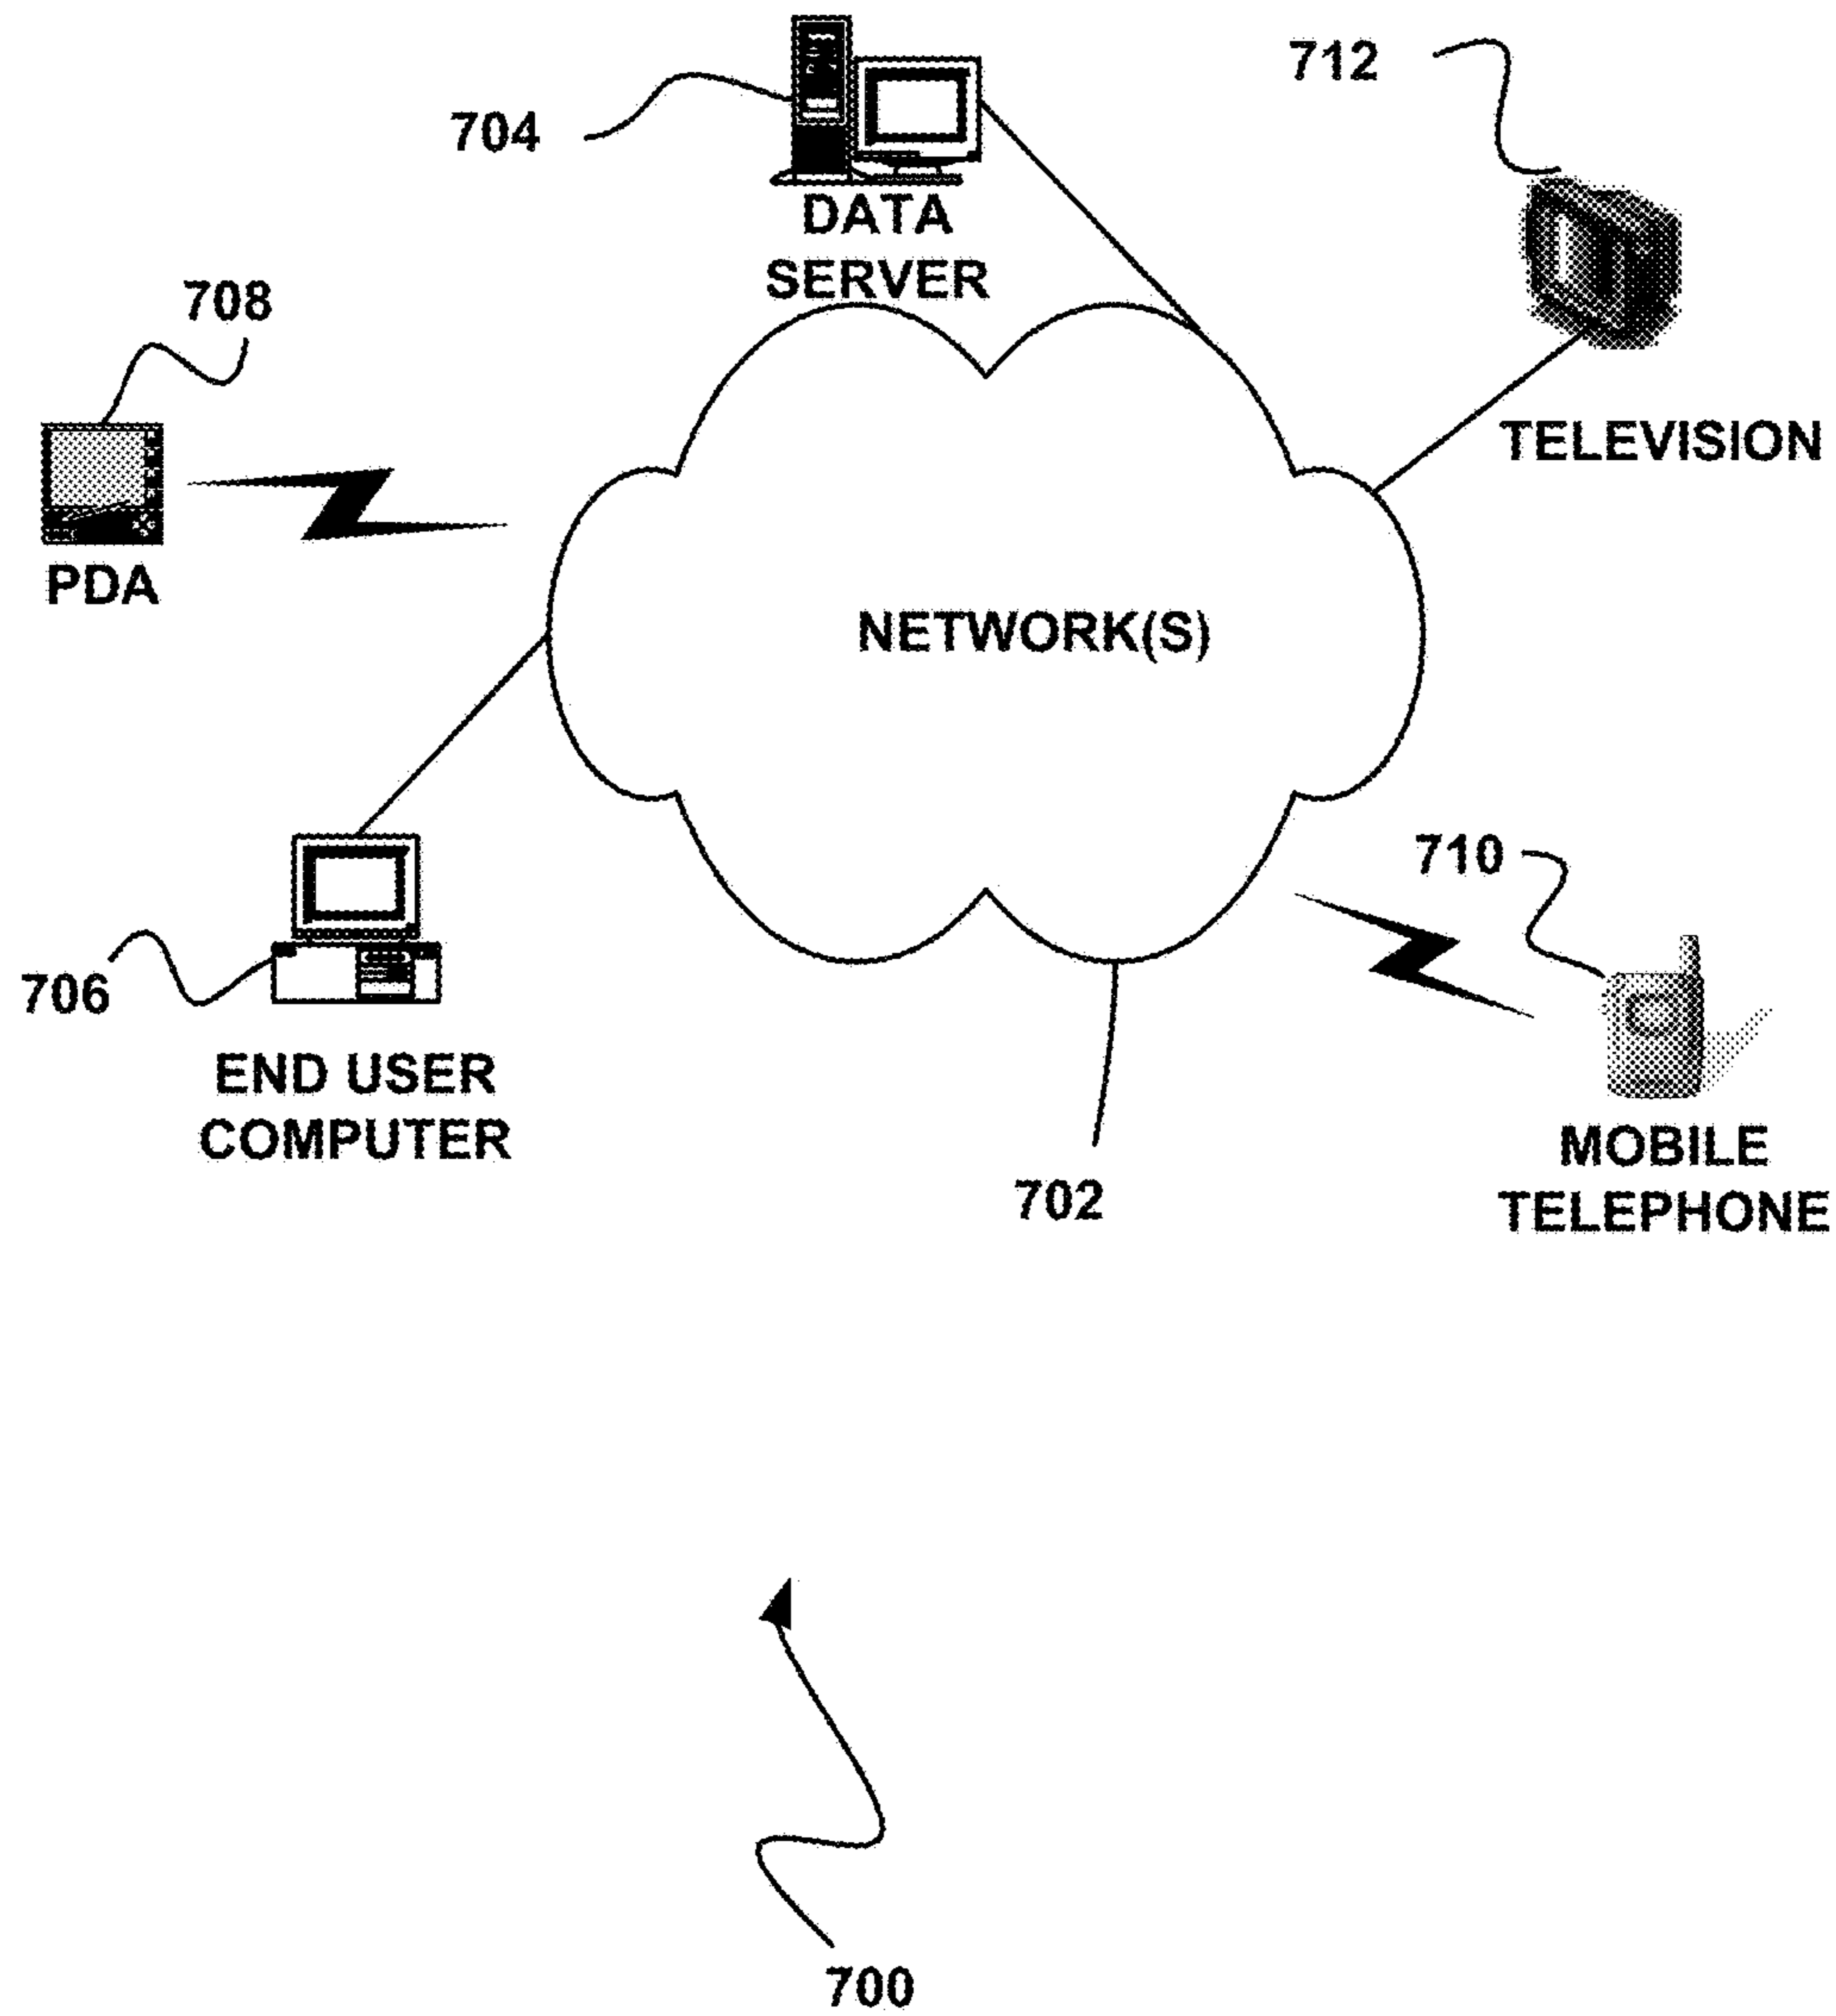 712
704
DATA
SERVER
708
TELEVISION
PDA
NETWORK(S)
710
706
END USER
COMPUTER
702
MOBILE
TELEPHONE
700